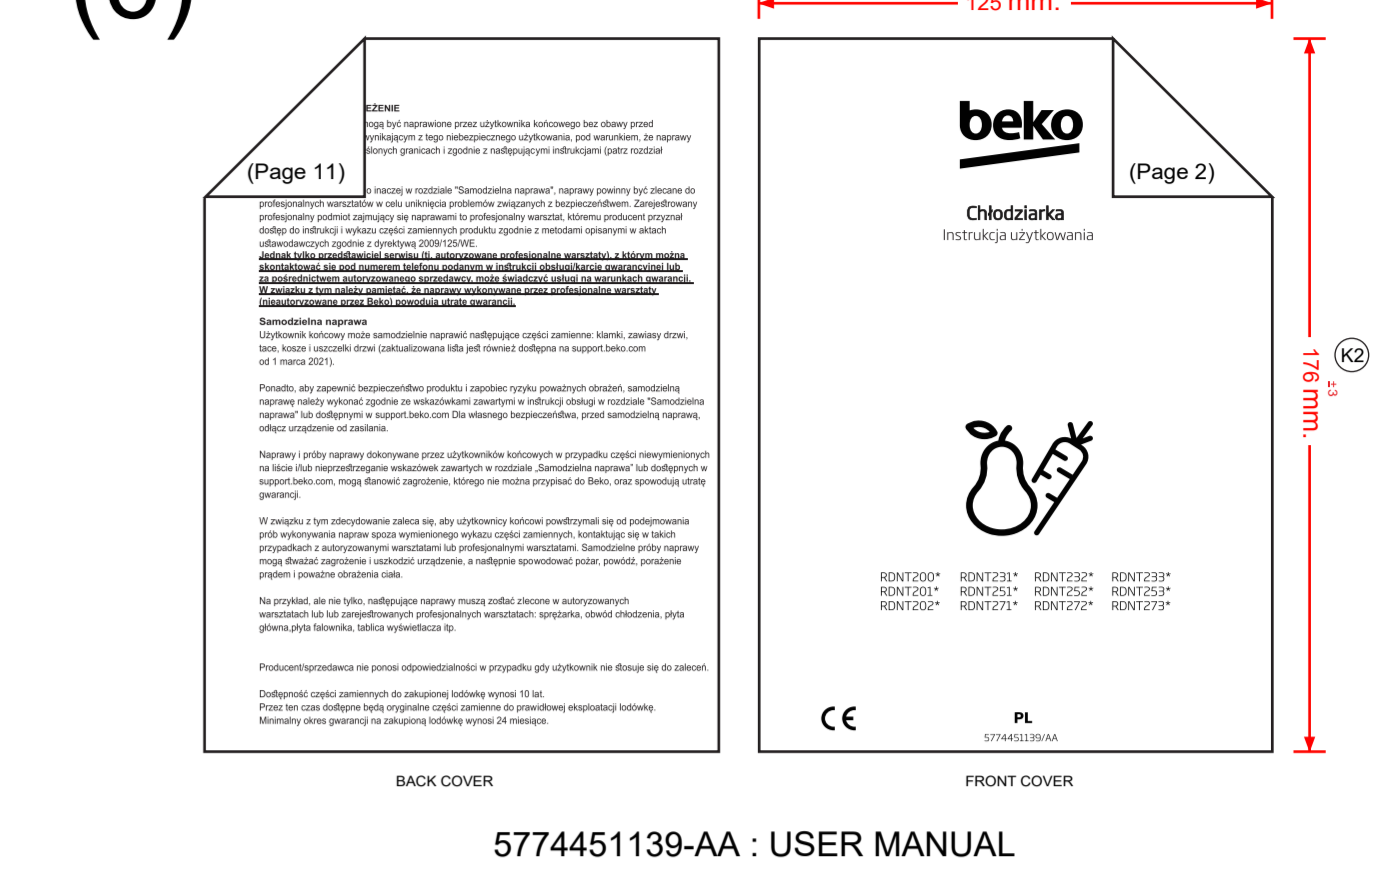 125 mm.
EŻENIE
mogą być naprawione przez użytkownika końcowego bez obawy przed
wynikającym z tego niebezpiecznego użytkowania, pod warunkiem, że naprawy
ślonych granicach i zgodnie z następującymi instrukcjami (patrz rozdział
(Page 11)
o inaczej w rozdziale "Samodzielna naprawa", naprawy powinny być zlecane do
profesjonalnych warsztatów w celu uniknięcia problemów związanych z bezpieczeństwem. Zarejestrowany
profesjonalny podmiot zajmujący się naprawami to profesjonalny warsztat, któremu producent przyznał
dostęp do instrukcji i wykazu części zamiennych produktu zgodnie z metodami opisanymi w aktach
ustawodawczych zgodnie z dyrektywą 2009/125/WE.
Jednak tylko przedstawiciel serwisu (tj. autoryzowane profesjonalne warsztaty), z którym można
skontaktować się pod numerem telefonu podanym w instrukcji obsługi/karcie gwarancyjnej lub
za pośrednictwem autoryzowanego sprzedawcy, może świadczyć usługi na warunkach gwarancji.
W związku z tym należy pamiętać, że naprawy wykonywane przez profesjonalne warsztaty
(nieautoryzowane przez Beko) powodują utratę gwarancji.
Samodzielna naprawa
Użytkownik końcowy może samodzielnie naprawić następujące części zamienne: klamki, zawiasy drzwi,
tace, kosze i uszczelki drzwi (zaktualizowana lista jest również dostępna na support.beko.com
od 1 marca 2021).
Ponadto, aby zapewnić bezpieczeństwo produktu i zapobiec ryzyku poważnych obrażeń, samodzielną
naprawę należy wykonać zgodnie ze wskazówkami zawartymi w instrukcji obsługi w rozdziale "Samodzielna
naprawa" lub dostępnymi w support.beko.com Dla własnego bezpieczeństwa, przed samodzielną naprawą,
odłącz urządzenie od zasilania.
Naprawy i próby naprawy dokonywane przez użytkowników końcowych w przypadku części niewymienionych
na liście i/lub nieprzestrzeganie wskazówek zawartych w rozdziale „Samodzielna naprawa” lub dostępnych w
support.beko.com, mogą stanowić zagrożenie, którego nie można przypisać do Beko, oraz spowodują utratę
gwarancji.
W związku z tym zdecydowanie zaleca się, aby użytkownicy końcowi powstrzymali się od podejmowania
prób wykonywania napraw spoza wymienionego wykazu części zamiennych, kontaktując się w takich
przypadkach z autoryzowanymi warsztatami lub profesjonalnymi warsztatami. Samodzielne próby naprawy
mogą stważać zagrożenie i uszkodzić urządzenie, a następnie spowodować pożar, powódź, porażenie
prądem i poważne obrażenia ciała.
Na przykład, ale nie tylko, następujące naprawy muszą zostać zlecone w autoryzowanych
warsztatach lub lub zarejestrowanych profesjonalnych warsztatach: sprężarka, obwód chłodzenia, płyta
główna,płyta falownika, tablica wyświetlacza itp.
Producent/sprzedawca nie ponosi odpowiedzialności w przypadku gdy użytkownik nie stosuje się do zaleceń.
Dostępność części zamiennych do zakupionej lodówkę wynosi 10 lat.
Przez ten czas dostępne będą oryginalne części zamienne do prawidłowej eksploatacji lodówkę.
Minimalny okres gwarancji na zakupioną lodówkę wynosi 24 miesiące.
BACK COVER
beko
(Page 2)
Chłodziarka
Instrukcja użytkowania
RDNT200* RDNT231* RDNT232* RDNT233*
RDNT201* RDNT251* RDNT252* RDNT253*
RDNT202* RDNT271* RDNT272* RDNT273*
CE
PL
5774451139/AA
FRONT COVER
176 mm. ±3
K2
5774451139-AA : USER MANUAL